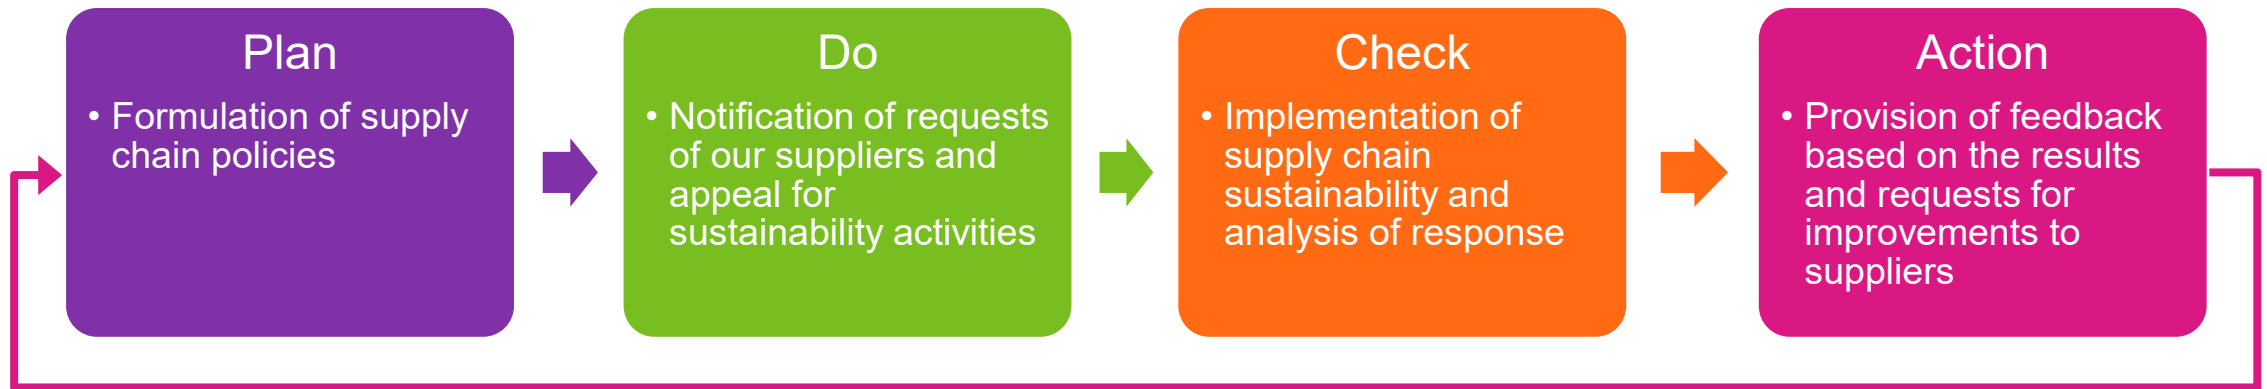 Plan
• Formulation of supply
chain policies
Do
• Notification of requests
of our suppliers and
appeal for
sustainability activities
Check
• Implementation of
supply chain
sustainability and
analysis of response
Action
• Provision of feedback
based on the results
and requests for
improvements to
suppliers